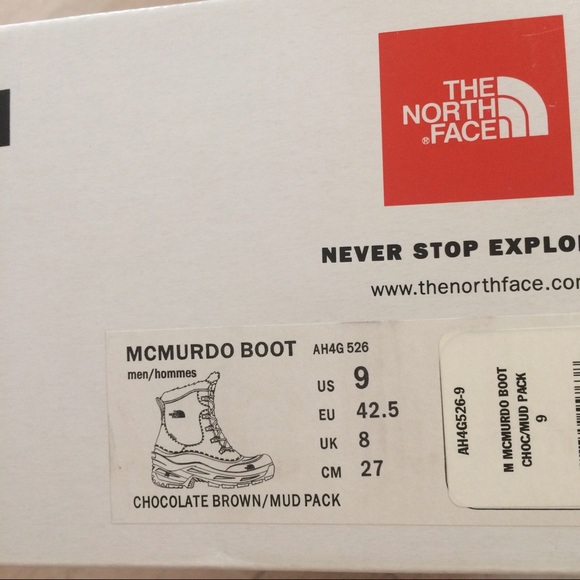 THE
NORTH
FACE®
NEVER STOP
www.thenorthface.com
MCMURDO BOOT AH4G 526
men/hommes
US 9
EU 42.5
UK 8
CM 27
CHOCOLATE BROWN/MUD PACK
AH4G526-9
M MCMURDO BOOT
CHOC/MUD PACK
9